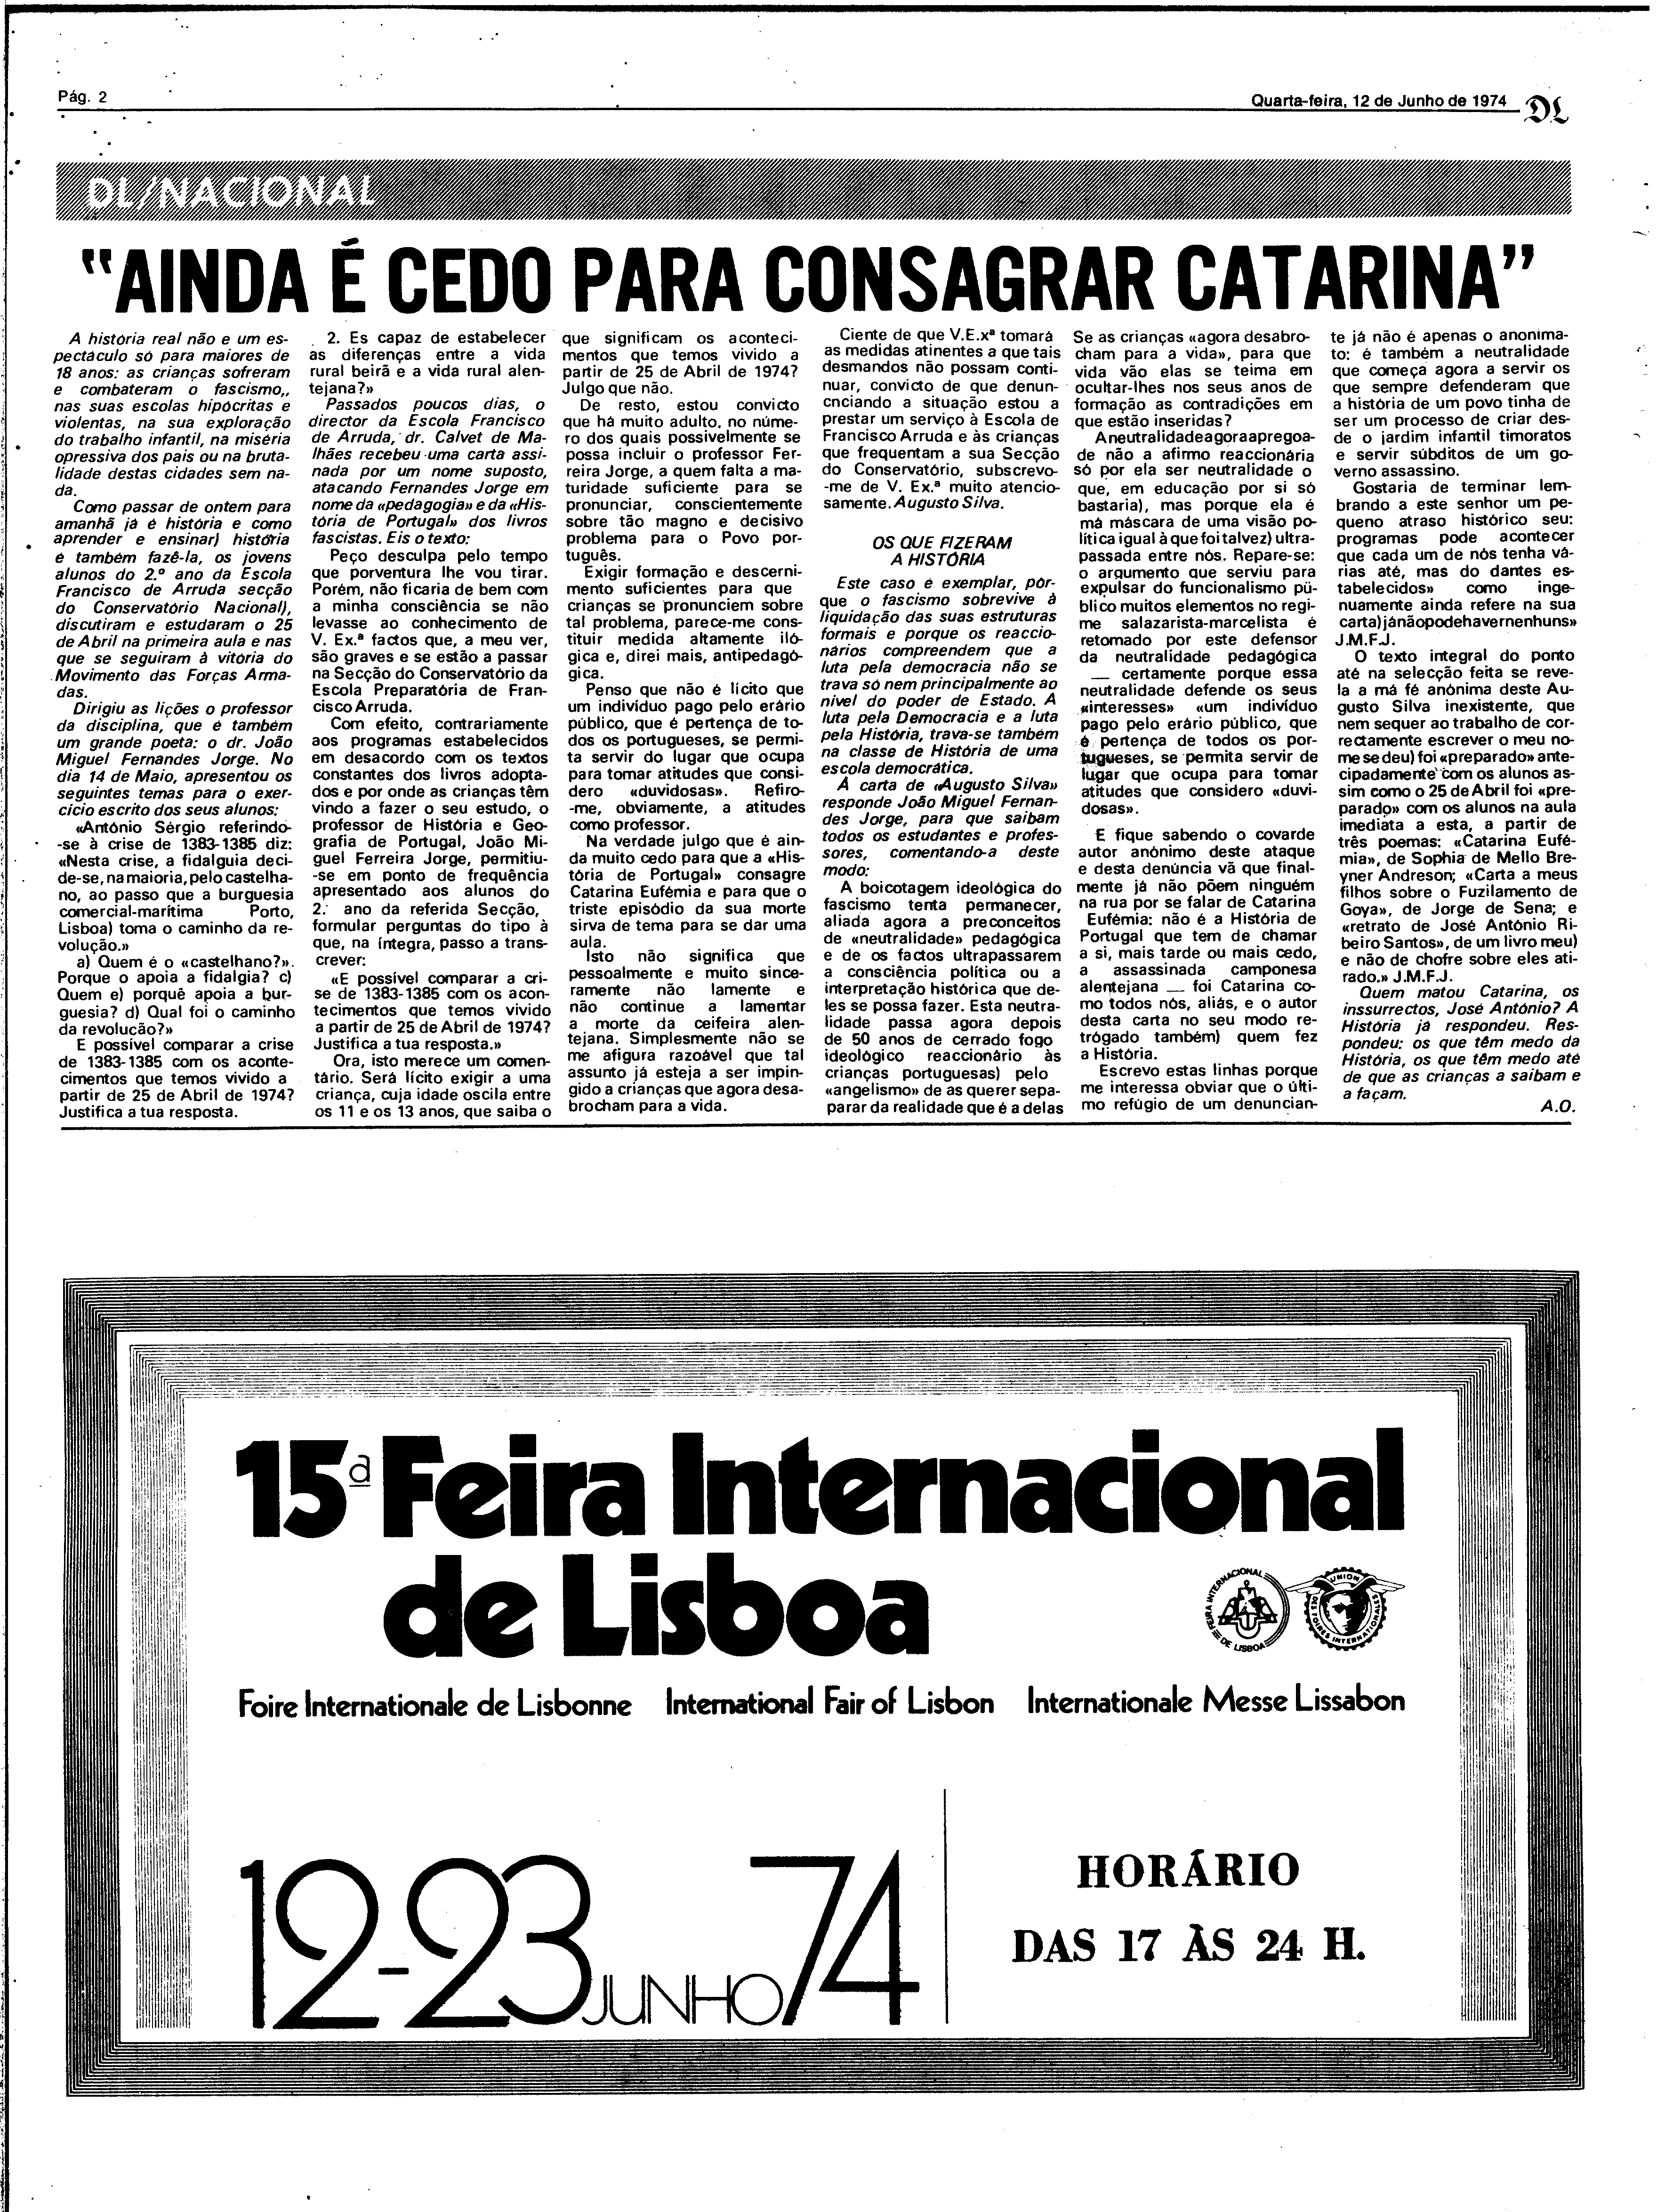 Pág. 2
Quarta-feira, 12 de Junho de 1974 DL
DL/NACIONAL
"AINDA É CEDO PARA CONSAGRAR CATARINA"
A história real não e um es-
pectáculo só para maiores de
18 anos: as crianças sofreram
e combateram o fascismo,,
nas suas escolas hipócritas e
violentas, na sua exploração
do trabalho infantil, na miséria
opressiva dos pais ou na bruta-
lidade destas cidades sem na-
da.
Como passar de ontem para
amanhã já é história e como
aprender e ensinar) história
é também fazê-la, os jovens
alunos do 2.º ano da Escola
Francisco de Arruda secção
do Conservatório Nacional),
discutiram e estudaram o 25
de Abril na primeira aula e nas
que se seguiram à vitória do
Movimento das Forças Arma-
das.
Dirigiu as lições o professor
da disciplina, que é também
um grande poeta: o dr. João
Miguel Fernandes Jorge. No
dia 14 de Maio, apresentou os
seguintes temas para o exer-
cício escrito dos seus alunos:
«António Sérgio referindo-
-se à crise de 1383-1385 diz:
«Nesta crise, a fidalguia deci-
de-se, na maioria, pelo castelha-
no, ao passo que a burguesia
comercial-marítima Porto,
Lisboa) toma o caminho da re-
volução.»
a) Quem é o «castelhano?».
Porque o apoia a fidalgia? c)
Quem e) porquê apoia a bur-
guesia? d) Qual foi o caminho
da revolução?»
E possível comparar a crise
de 1383-1385 com os aconte-
cimentos que temos vivido a
partir de 25 de Abril de 1974?
Justifica a tua resposta.
2. Es capaz de estabelecer
as diferenças entre a vida
rural beirã e a vida rural alen-
tejana?»
Passados poucos dias, o
director da Escola Francisco
de Arruda, dr. Calvet de Ma-
lhães recebeu uma carta assi-
nada por um nome suposto,
atacando Fernandes Jorge em
nome da «pedagogia» e da «His-
tória de Portugal» dos livros
fascistas. Eis o texto:
Peço desculpa pelo tempo
que porventura lhe vou tirar.
Porém, não ficaria de bem com
a minha consciência se não
levasse ao conhecimento de
V. Ex.ª factos que, a meu ver,
são graves e se estão a passar
na Secção do Conservatório da
Escola Preparatória de Fran-
cisco Arruda.
Com efeito, contrariamente
aos programas estabelecidos
em desacordo com os textos
constantes dos livros adopta-
dos e por onde as crianças têm
vindo a fazer o seu estudo, o
professor de História e Geo-
grafia de Portugal, João Mi-
guel Ferreira Jorge, permitiu-
-se em ponto de frequência
apresentado aos alunos do
2.º ano da referida Secção,
formular perguntas do tipo à
que, na íntegra, passo a trans-
crever:
«E possível comparar a cri-
se de 1383-1385 com os acon-
tecimentos que temos vivido
a partir de 25 de Abril de 1974?
Justifica a tua resposta.»
Ora, isto merece um comen-
tário. Será lícito exigir a uma
criança, cuja idade oscila entre
os 11 e os 13 anos, que saiba o
que significam os aconteci-
mentos que temos vivido a
partir de 25 de Abril de 1974?
Julgo que não.
De resto, estou convicto
que há muito adulto, no núme-
ro dos quais possivelmente se
possa incluir o professor Fer-
reira Jorge, a quem falta a ma-
turidade suficiente para se
pronunciar, conscientemente
sobre tão magno e decisivo
problema para o Povo por-
tuguês.
Exigir formação e descerni-
mento suficientes para que
crianças se pronunciem sobre
tal problema, parece-me cons-
tituir medida altamente iló-
gica e, direi mais, antipedagó-
gica.
Penso que não é lícito que
um indivíduo pago pelo erário
público, que é pertença de to-
dos os portugueses, se permi-
ta servir do lugar que ocupa
para tomar atitudes que consi-
dero «duvidosas». Refiro-
-me, obviamente, a atitudes
como professor.
Na verdade julgo que é ain-
da muito cedo para que a «His-
tória de Portugal» consagre
Catarina Eufémia e para que o
triste episódio da sua morte
sirva de tema para se dar uma
aula.
Isto não significa que
pessoalmente e muito since-
ramente não lamente e
não continue a lamentar
a morte da ceifeira alen-
tejana. Simplesmente não se
me afigura razoável que tal
assunto já esteja a ser impin-
gido a crianças que agora desa-
brocham para a vida.
Ciente de que V.E.xª tomará
as medidas atinentes a que tais
desmandos não possam conti-
nuar, convicto de que denun-
cnciando a situação estou a
prestar um serviço à Escola de
Francisco Arruda e às crianças
que frequentam a sua Secção
do Conservatório, subscrevo-
-me de V. Ex.ª muito atencio-
samente. Augusto Silva.
OS QUE FIZERAM
A HISTÓRIA
Este caso é exemplar, pór-
que o fascismo sobrevive à
liquidação das suas estruturas
formais e porque os reaccio-
nários compreendem que a
luta pela democracia não se
trava só nem principalmente ao
nível do poder de Estado. A
luta pela Democracia e a luta
pela História, trava-se também
na classe de História de uma
escola democrática.
A carta de «Augusto Silva»
responde João Miguel Fernan-
des Jorge, para que saibam
todos os estudantes e profes-
sores, comentando-a deste
modo:
A boicotagem ideológica do
fascismo tenta permanecer,
aliada agora a preconceitos
de «neutralidade» pedagógica
e de os factos ultrapassarem
a consciência política ou a
interpretação histórica que de-
les se possa fazer. Esta neutra-
lidade passa agora depois
de 50 anos de cerrado fogo
ideológico reaccionário às
crianças portuguesas) pelo
«angelismo» de as querer sepa-
parar da realidade que é a delas
Se as crianças «agora desabro-
cham para a vida», para que
vida vão elas se teima em
ocultar-lhes nos seus anos de
formação as contradições em
que estão inseridas?
A neutralidade agora apregoa-
de não a afirmo reaccionária
só por ela ser neutralidade o
que, em educação por si só
bastaria), mas porque ela é
má máscara de uma visão po-
lítica igual à que foi talvez) ultra-
passada entre nós. Repare-se:
o argumento que serviu para
expulsar do funcionalismo pú-
blico muitos elementos no regi-
me salazarista-marcelista é
retomado por este defensor
da neutralidade pedagógica
— certamente porque essa
neutralidade defende os seus
«interesses» «um indivíduo
pago pelo erário público, que
é pertença de todos os por-
tugueses, se permita servir de
lugar que ocupa para tomar
atitudes que considero «duvi-
dosas».
E fique sabendo o covarde
autor anónimo deste ataque
e desta denúncia vã que final-
mente já não põem ninguém
na rua por se falar de Catarina
Eufémia: não é a História de
Portugal que tem de chamar
a si, mais tarde ou mais cedo,
a assassinada camponesa
alentejana — foi Catarina co-
mo todos nós, aliás, e o autor
desta carta no seu modo re-
trógado também) quem fez
a História.
Escrevo estas linhas porque
me interessa obviar que o últi-
mo refúgio de um denuncian-
te já não é apenas o anonima-
to: é também a neutralidade
que começa agora a servir os
que sempre defenderam que
a história de um povo tinha de
ser um processo de criar des-
de o jardim infantil timoratos
e servir súbditos de um go-
verno assassino.
Gostaria de terminar lem-
brando a este senhor um pe-
queno atraso histórico seu:
programas pode acontecer
que cada um de nós tenha vá-
rias até, mas do dantes es-
tabelecidos» como inge-
nuamente ainda refere na sua
carta) já não pode haver nenhuns»
J.M.F.J.
O texto integral do ponto
até na selecção feita se reve-
la a má fé anónima deste Au-
gusto Silva inexistente, que
nem sequer ao trabalho de cor-
rectamente escrever o meu no-
me se deu) foi «preparado» ante-
cipadamente com os alunos as-
sim como o 25 de Abril foi «pre-
parado» com os alunos na aula
imediata a esta, a partir de
três poemas: «Catarina Eufé-
mia», de Sophia de Mello Bre-
yner Andreson; «Carta a meus
filhos sobre o Fuzilamento de
Goya», de Jorge de Sena; e
«retrato de José António Ri-
beiro Santos», de um livro meu)
e não de chofre sobre eles ati-
rado.» J.M.F.J.
Quem matou Catarina, os
inssurrectos, José António? A
História já respondeu. Res-
pondeu: os que têm medo da
História, os que têm medo até
de que as crianças a saibam e
a façam.
A.O.
15ª Feira Internacional
de Lisboa
FEIRA INTERNACIONAL DE LISBOA
UNION DES FOIRES INTERNATIONALES
Foire Internationale de Lisbonne International Fair of Lisbon Internationale Messe Lissabon
12-23 JUNHO 74
HORÁRIO
DAS 17 ÀS 24 H.